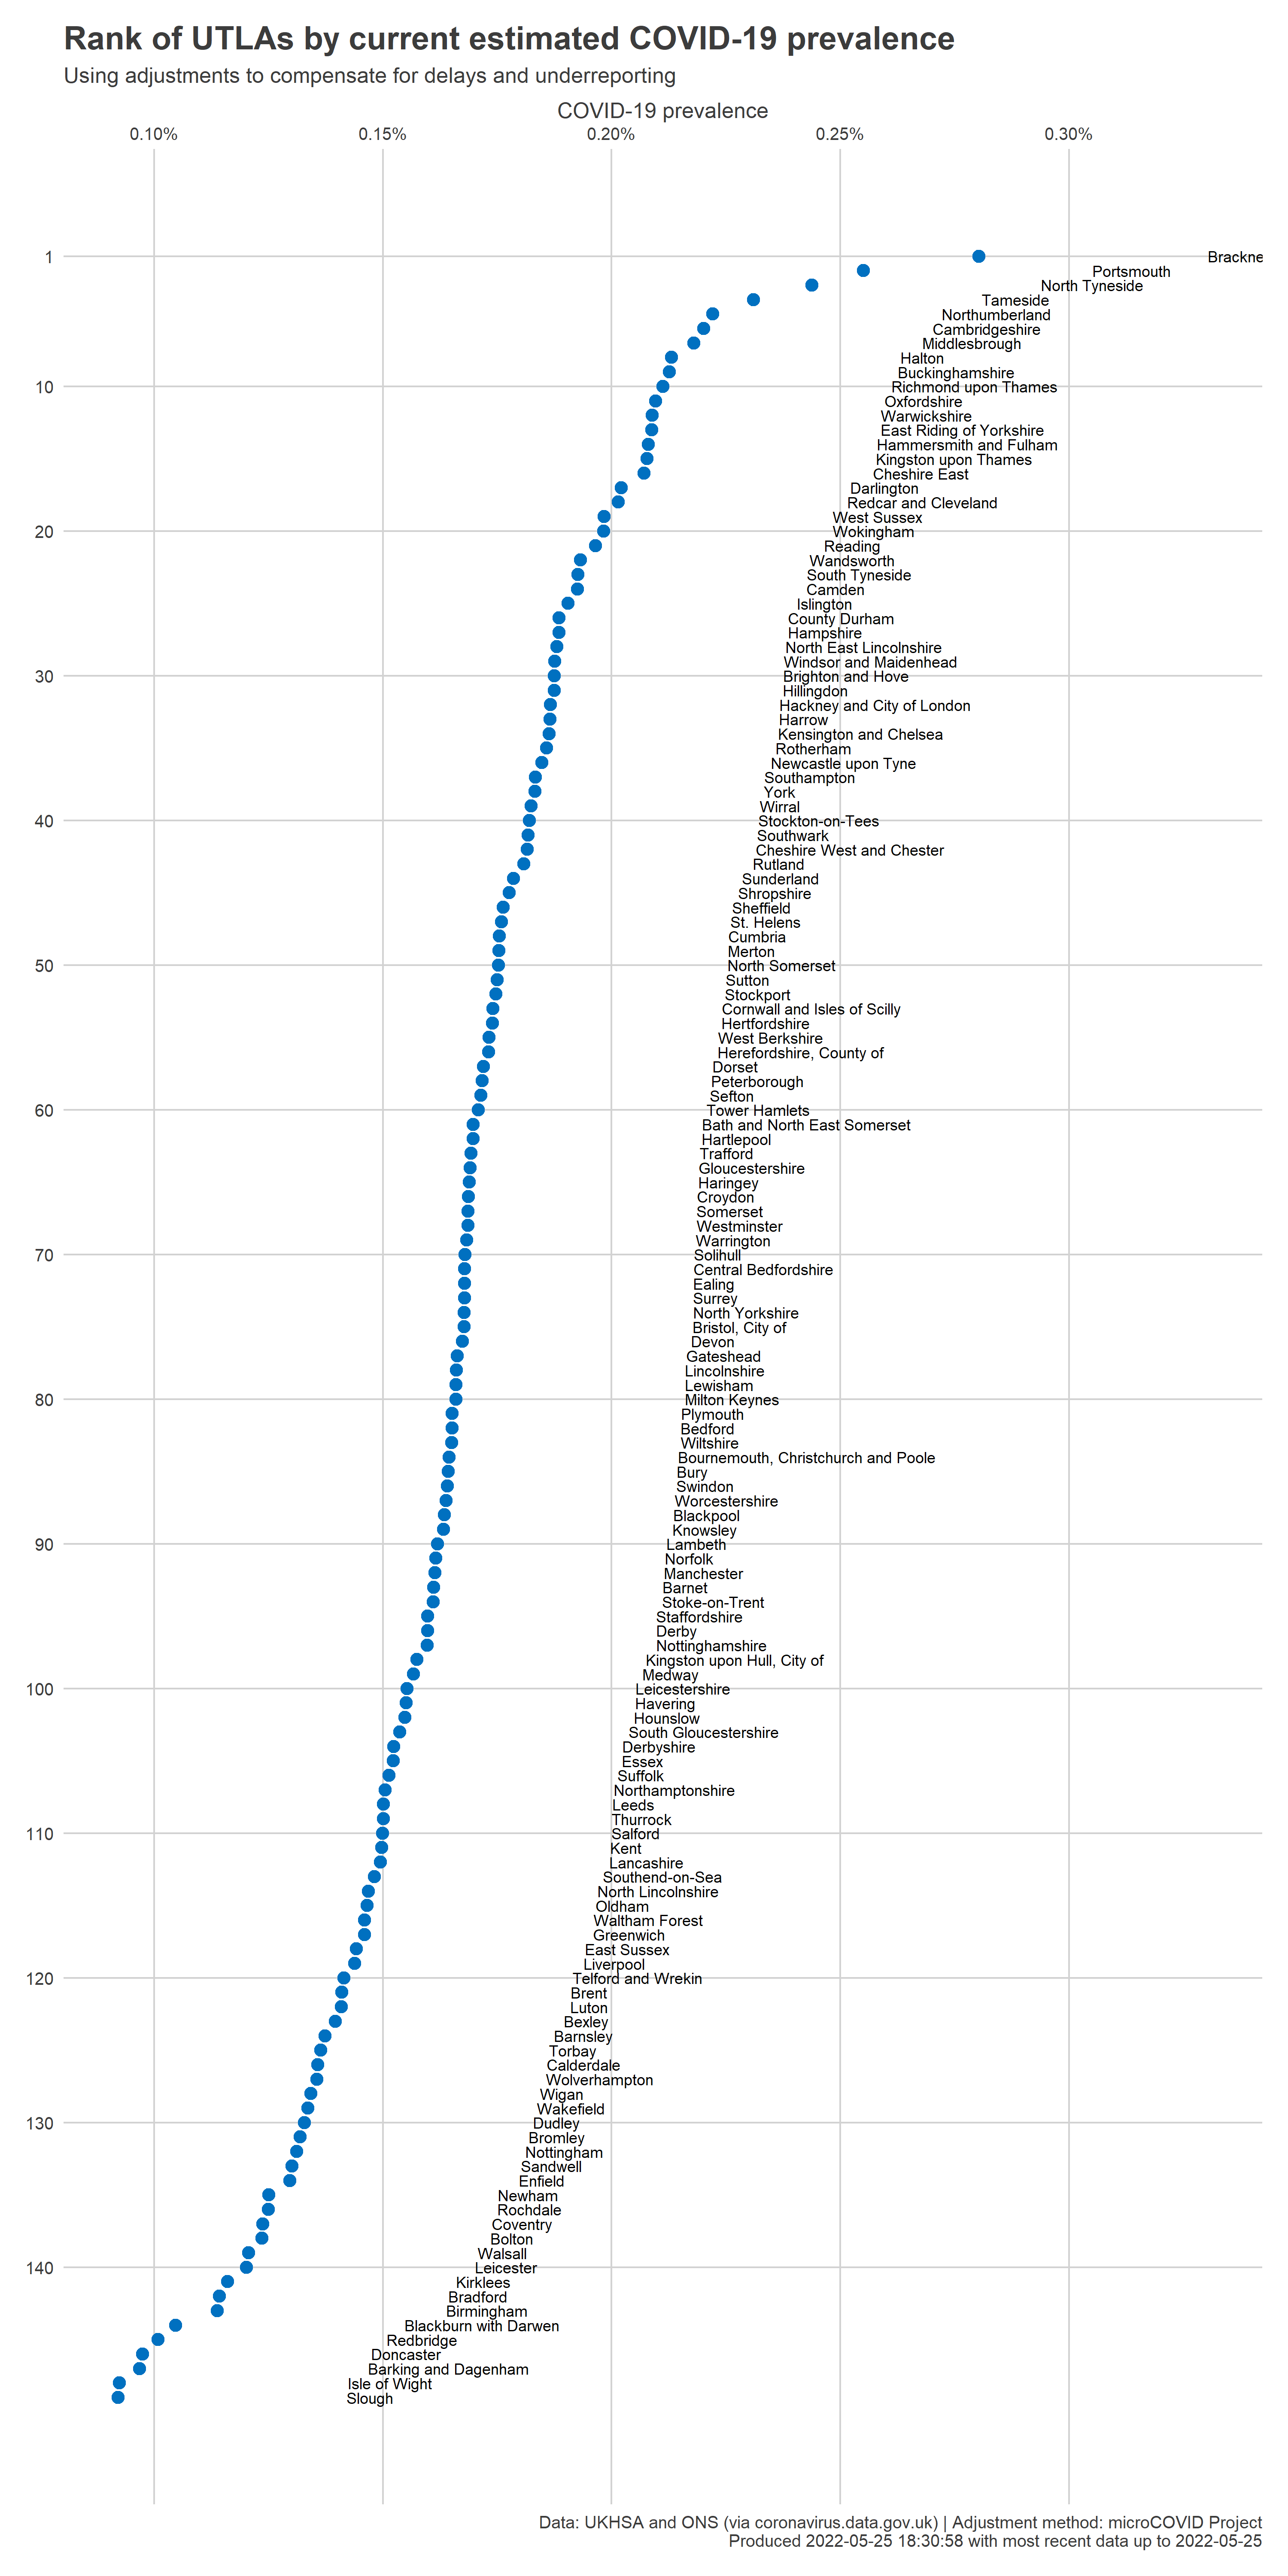 Rank of UTLAs by current estimated COVID-19 prevalence
Using adjustments to compensate for delays and underreporting
COVID-19 prevalence
0.10% 0.15% 0.20% 0.25% 0.30%
1 Brackne
Portsmouth
North Tyneside
Tameside
Northumberland
Cambridgeshire
Middlesbrough
Halton
Buckinghamshire
10 Richmond upon Thames
Oxfordshire
Warwickshire
East Riding of Yorkshire
Hammersmith and Fulham
Kingston upon Thames
Cheshire East
Darlington
Redcar and Cleveland
West Sussex
20 Wokingham
Reading
Wandsworth
South Tyneside
Camden
Islington
County Durham
Hampshire
North East Lincolnshire
Windsor and Maidenhead
30 Brighton and Hove
Hillingdon
Hackney and City of London
Harrow
Kensington and Chelsea
Rotherham
Newcastle upon Tyne
Southampton
York
Wirral
40 Stockton-on-Tees
Southwark
Cheshire West and Chester
Rutland
Sunderland
Shropshire
Sheffield
St. Helens
Cumbria
Merton
50 North Somerset
Sutton
Stockport
Cornwall and Isles of Scilly
Hertfordshire
West Berkshire
Herefordshire, County of
Dorset
Peterborough
Sefton
60 Tower Hamlets
Bath and North East Somerset
Hartlepool
Trafford
Gloucestershire
Haringey
Croydon
Somerset
Westminster
Warrington
70 Solihull
Central Bedfordshire
Ealing
Surrey
North Yorkshire
Bristol, City of
Devon
Gateshead
Lincolnshire
Lewisham
80 Milton Keynes
Plymouth
Bedford
Wiltshire
Bournemouth, Christchurch and Poole
Bury
Swindon
Worcestershire
Blackpool
Knowsley
90 Lambeth
Norfolk
Manchester
Barnet
Stoke-on-Trent
Staffordshire
Derby
Nottinghamshire
Kingston upon Hull, City of
Medway
100 Leicestershire
Havering
Hounslow
South Gloucestershire
Derbyshire
Essex
Suffolk
Northamptonshire
Leeds
Thurrock
110 Salford
Kent
Lancashire
Southend-on-Sea
North Lincolnshire
Oldham
Waltham Forest
Greenwich
East Sussex
Liverpool
120 Telford and Wrekin
Brent
Luton
Bexley
Barnsley
Torbay
Calderdale
Wolverhampton
Wigan
Wakefield
130 Dudley
Bromley
Nottingham
Sandwell
Enfield
Newham
Rochdale
Coventry
Bolton
Walsall
140 Leicester
Kirklees
Bradford
Birmingham
Blackburn with Darwen
Redbridge
Doncaster
Barking and Dagenham
Isle of Wight
Slough
Data: UKHSA and ONS (via coronavirus.data.gov.uk) | Adjustment method: microCOVID Project
Produced 2022-05-25 18:30:58 with most recent data up to 2022-05-25